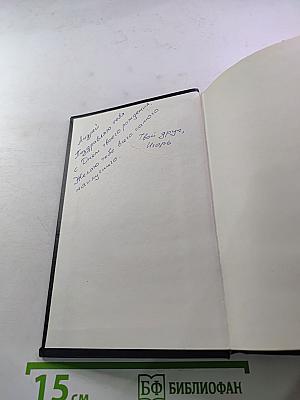 Андрей
Поздравляю тебя
с Днём твоего рождения
Желаю тебе всего самого
наилучшего.
Твой друг,
Игорь
15 см
БФ БИБЛИОФАН